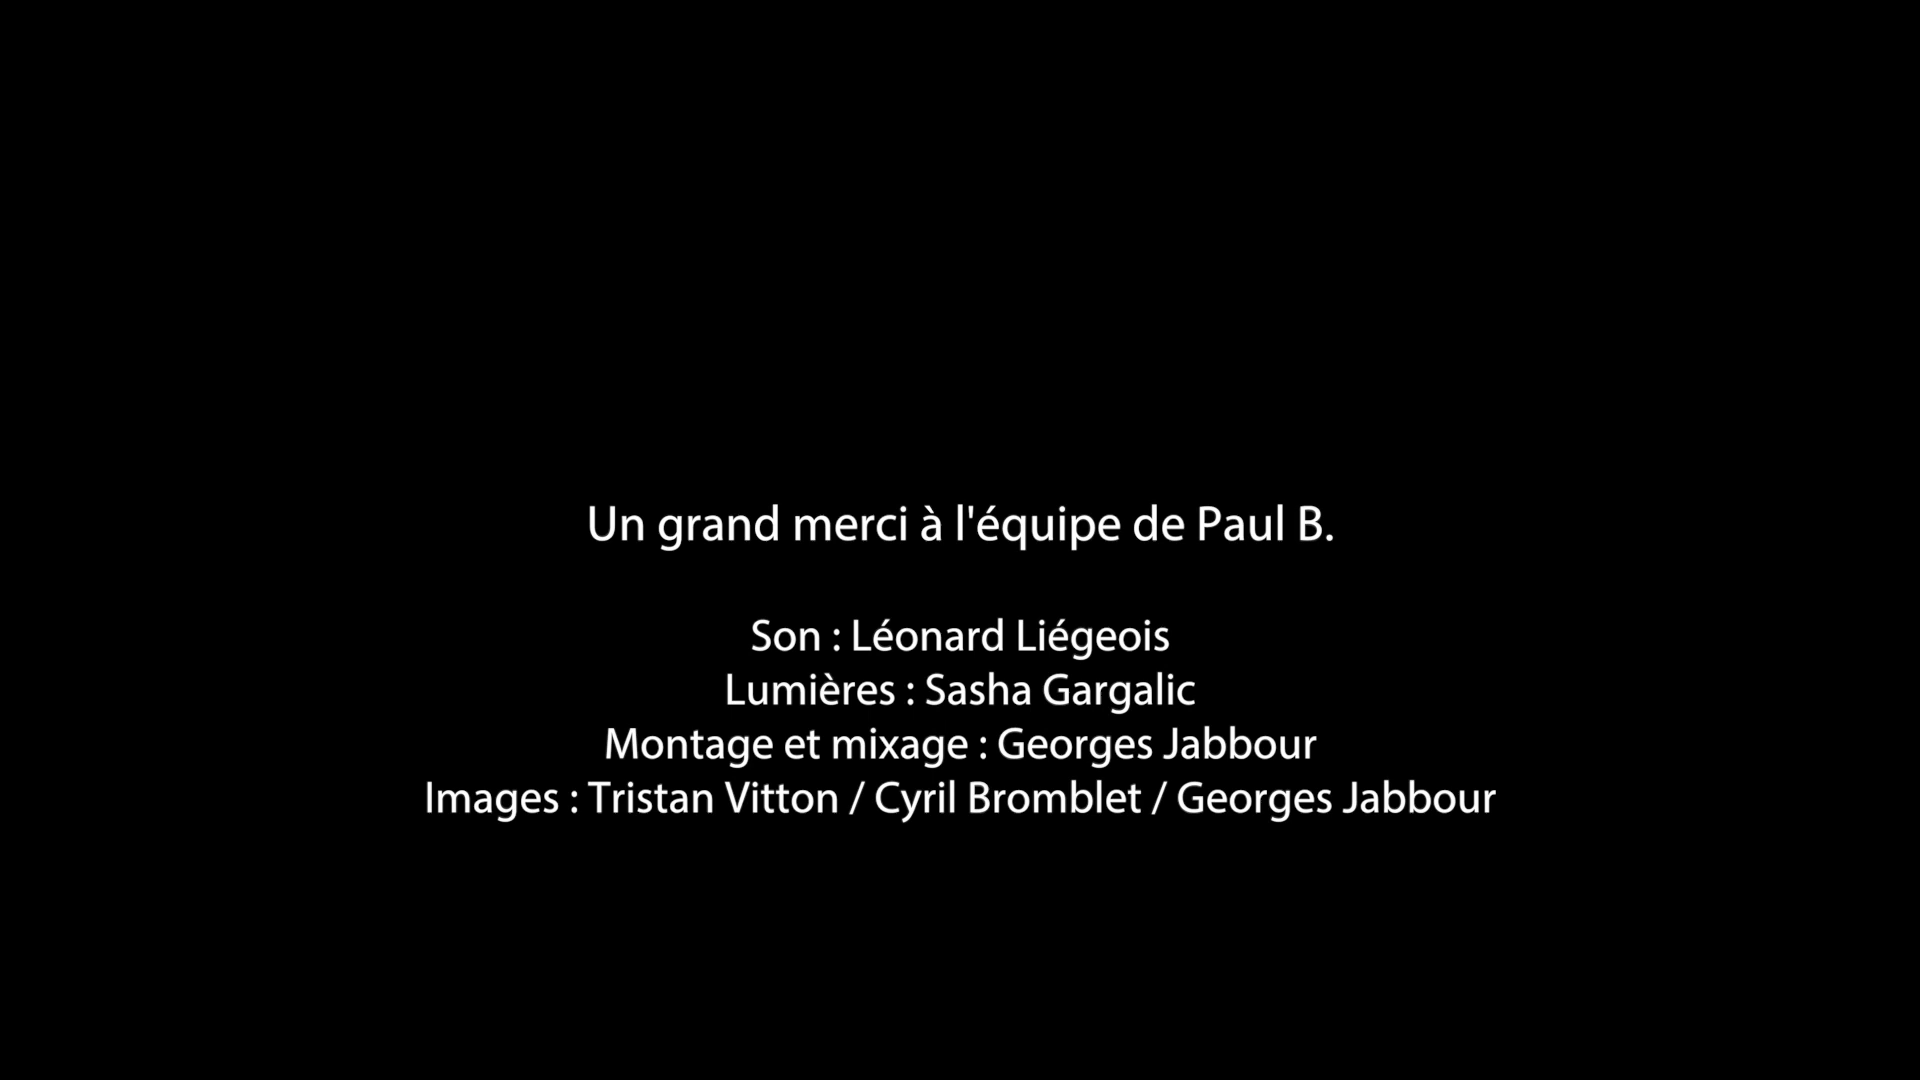 Un grand merci à l'équipe de Paul B.
Son : Léonard Liégeois
Lumières : Sasha Gargalic
Montage et mixage : Georges Jabbour
Images : Tristan Vitton / Cyril Bromblet / Georges Jabbour